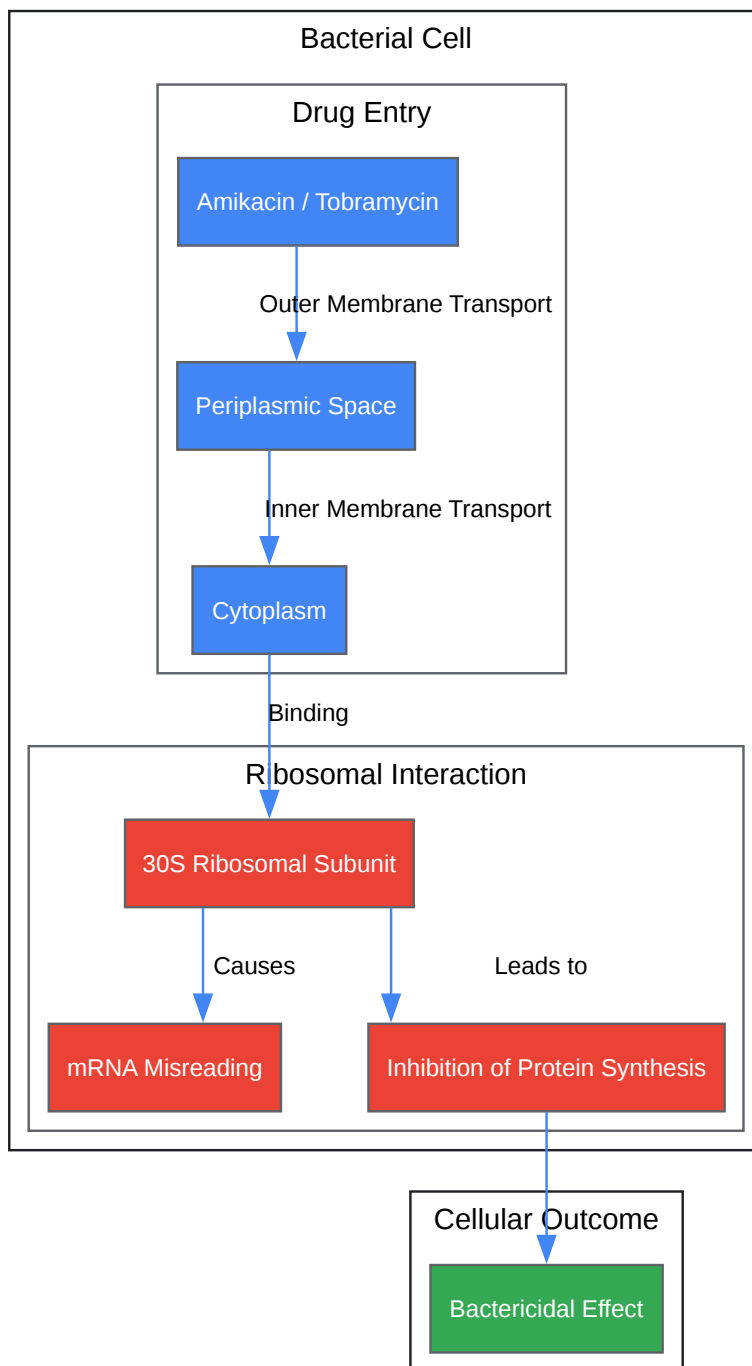 Bacterial Cell
Drug Entry
Amikacin / Tobramycin
Outer Membrane Transport
Periplasmic Space
Inner Membrane Transport
Cytoplasm
Binding
Ribosomal Interaction
30S Ribosomal Subunit
Causes
Leads to
mRNA Misreading
Inhibition of Protein Synthesis
Cellular Outcome
Bactericidal Effect